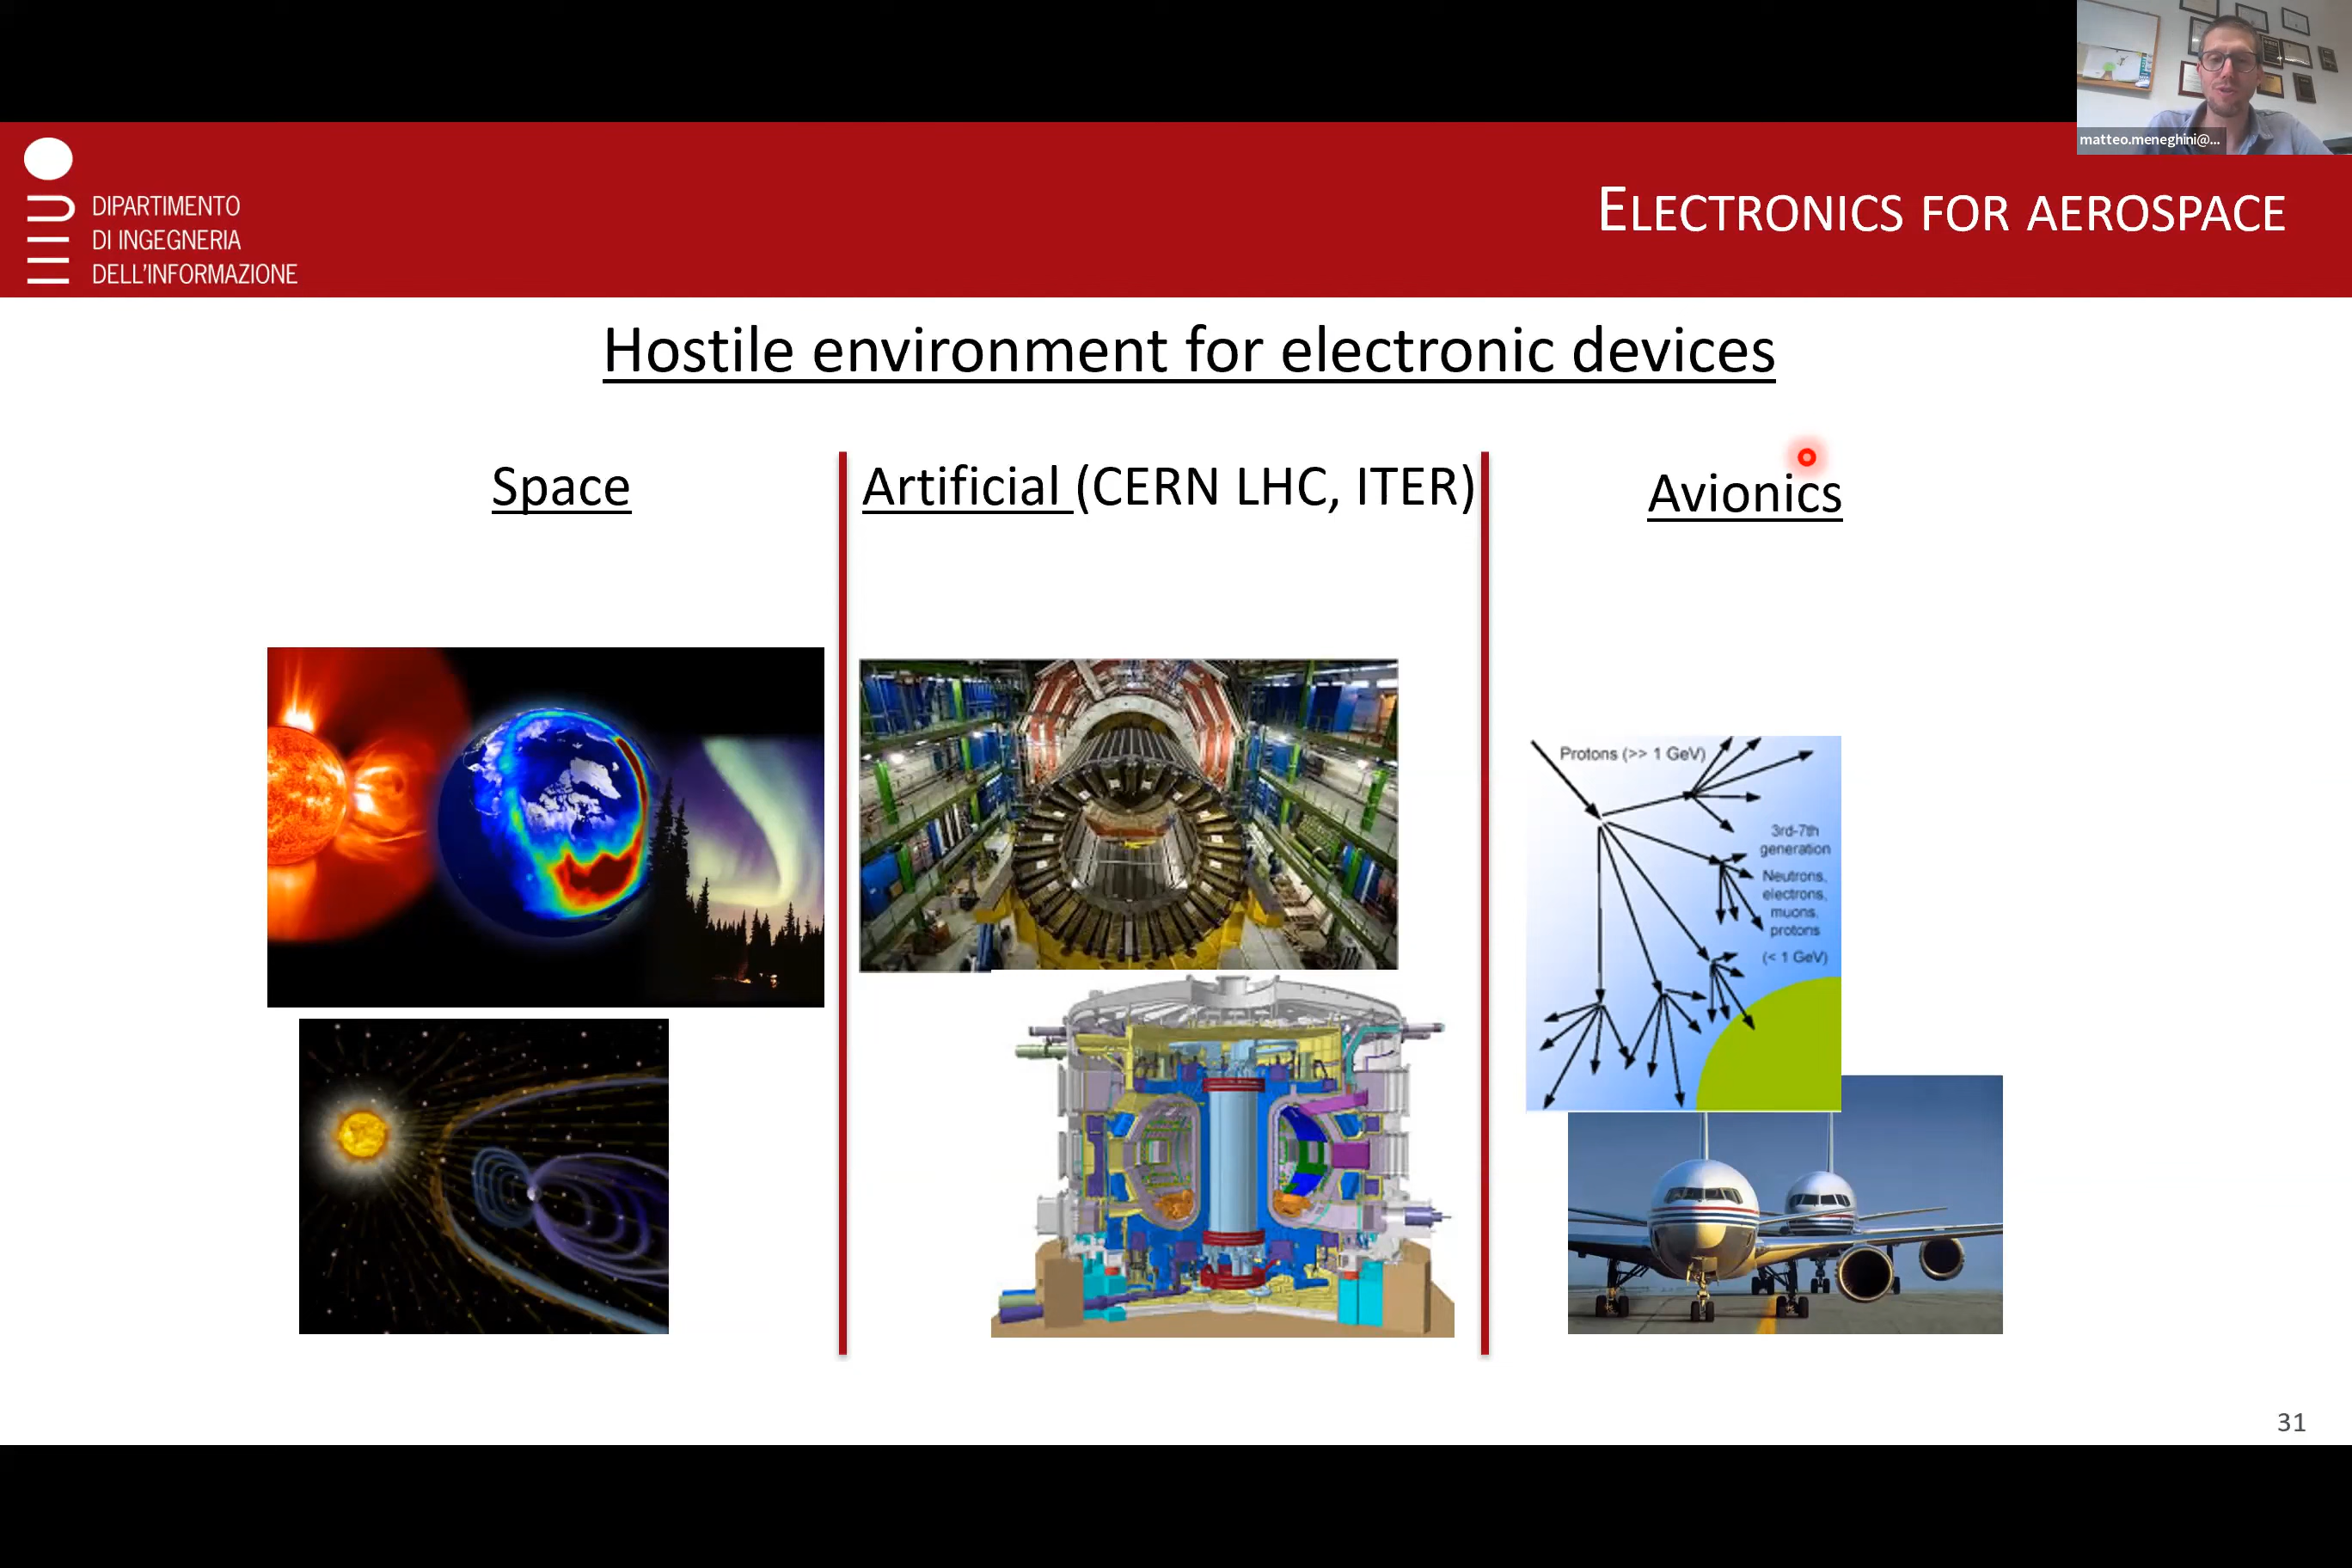 matteo.meneghini@...
DIPARTIMENTO
DI INGEGNERIA
DELL'INFORMAZIONE
ELECTRONICS FOR AEROSPACE
Hostile environment for electronic devices
Space
Artificial (CERN LHC, ITER)
Avionics
Protons (>> 1 GeV)
3rd-7th
generation
Neutrons,
electrons,
muons,
protons
(< 1 GeV)
31